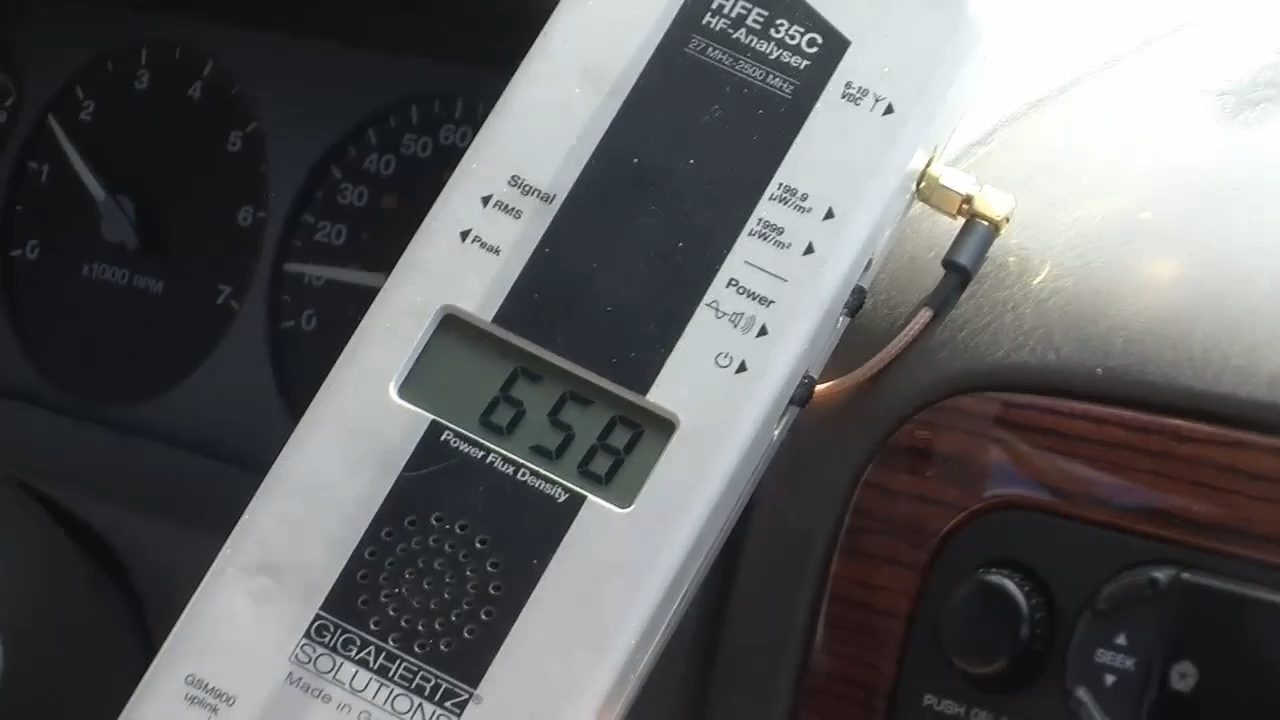 HFE 35C
HF-Analyser
27 MHz-2500 MHz
6-10
VDC
Signal
RMS
Peak
199.9
µW/m²
1999
µW/m²
Power
658
Power Flux Density
GIGAHERTZ
SOLUTIONS®
Made in G
GSM900
uplink
0
1
2
3
4
5
6
7
x1000 RPM
0
10
20
30
40
50
60
SEEK
PUSH ON